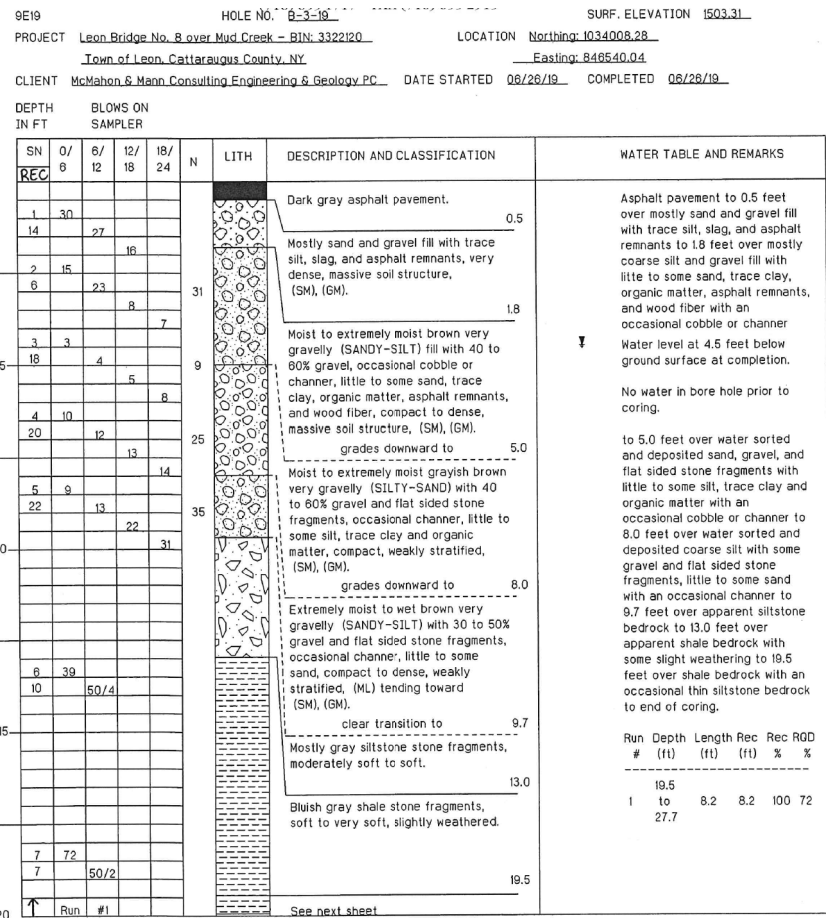 9E19 HOLE NO. B-3-19 SURF. ELEVATION 1503.31
PROJECT Leon Bridge No. 8 over Mud Creek - BIN: 3322120 LOCATION Northing: 1034008.28
Town of Leon, Cattaraugus County, NY Easting: 846540.04
CLIENT McMahon & Mann Consulting Engineering & Geology PC DATE STARTED 06/26/19 COMPLETED 06/26/19
DEPTH BLOWS ON
IN FT SAMPLER
SN 0/ 6/ 12/ 18/ N LITH DESCRIPTION AND CLASSIFICATION WATER TABLE AND REMARKS
REC 6 12 18 24
1 30
14 27
16
2 15
6 23
31
8
7
3 3
18 4
5 9
5
8
4 10
20 12
25
13
14
5 9
22 13
35
22
31
0
6 39
10 50/4
15
7 72
7 50/2
20 ↑ Run #1
Dark gray asphalt pavement.
0.5
Mostly sand and gravel fill with trace
silt, slag, and asphalt remnants, very
dense, massive soil structure,
(SM), (GM).
1.8
Moist to extremely moist brown very
gravelly (SANDY-SILT) fill with 40 to
60% gravel, occasional cobble or
channer, little to some sand, trace
clay, organic matter, asphalt remnants,
and wood fiber, compact to dense,
massive soil structure, (SM), (GM).
grades downward to 5.0
Moist to extremely moist grayish brown
very gravelly (SILTY-SAND) with 40
to 60% gravel and flat sided stone
fragments, occasional channer, little to
some silt, trace clay and organic
matter, compact, weakly stratified,
(SM), (GM).
grades downward to 8.0
Extremely moist to wet brown very
gravelly (SANDY-SILT) with 30 to 50%
gravel and flat sided stone fragments,
occasional channer, little to some
sand, compact to dense, weakly
stratified, (ML) tending toward
(SM), (GM).
clear transition to 9.7
Mostly gray siltstone stone fragments,
moderately soft to soft.
13.0
Bluish gray shale stone fragments,
soft to very soft, slightly weathered.
19.5
See next sheet
Asphalt pavement to 0.5 feet
over mostly sand and gravel fill
with trace silt, slag, and asphalt
remnants to 1.8 feet over mostly
coarse silt and gravel fill with
litte to some sand, trace clay,
organic matter, asphalt remnants,
and wood fiber with an
occasional cobble or channer
Water level at 4.5 feet below
ground surface at completion.
No water in bore hole prior to
coring.
to 5.0 feet over water sorted
and deposited sand, gravel, and
flat sided stone fragments with
little to some silt, trace clay and
organic matter with an
occasional cobble or channer to
8.0 feet over water sorted and
deposited coarse silt with some
gravel and flat sided stone
fragments, little to some sand
with an occasional channer to
9.7 feet over apparent siltstone
bedrock to 13.0 feet over
apparent shale bedrock with
some slight weathering to 19.5
feet over shale bedrock with an
occasional thin siltstone bedrock
to end of coring.
Run Depth Length Rec Rec RQD
# (ft) (ft) (ft) % %
19.5
1 to 8.2 8.2 100 72
27.7